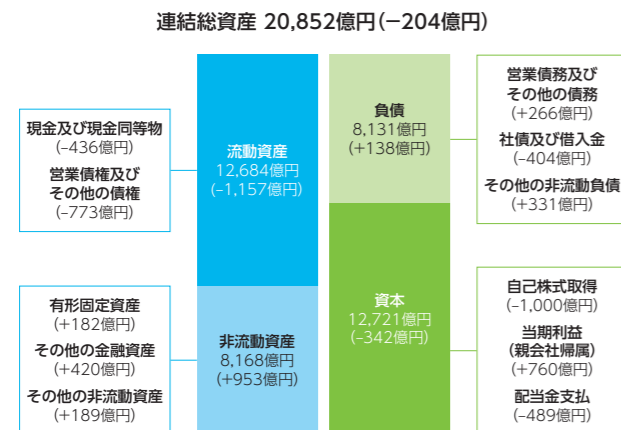 連結総資産 20,852億円(－204億円)
現金及び現金同等物
(–436億円)
営業債権及び
その他の債権
(–773億円)
流動資産
12,684億円
(–1,157億円)
負債
8,131億円
(+138億円)
営業債務及び
その他の債務
(+266億円)
社債及び借入金
(–404億円)
その他の非流動負債
(+331億円)
有形固定資産
(+182億円)
その他の金融資産
(+420億円)
その他の非流動資産
(+189億円)
非流動資産
8,168億円
(+953億円)
資本
12,721億円
(–342億円)
自己株式取得
(–1,000億円)
当期利益
(親会社帰属)
(+760億円)
配当金支払
(–489億円)